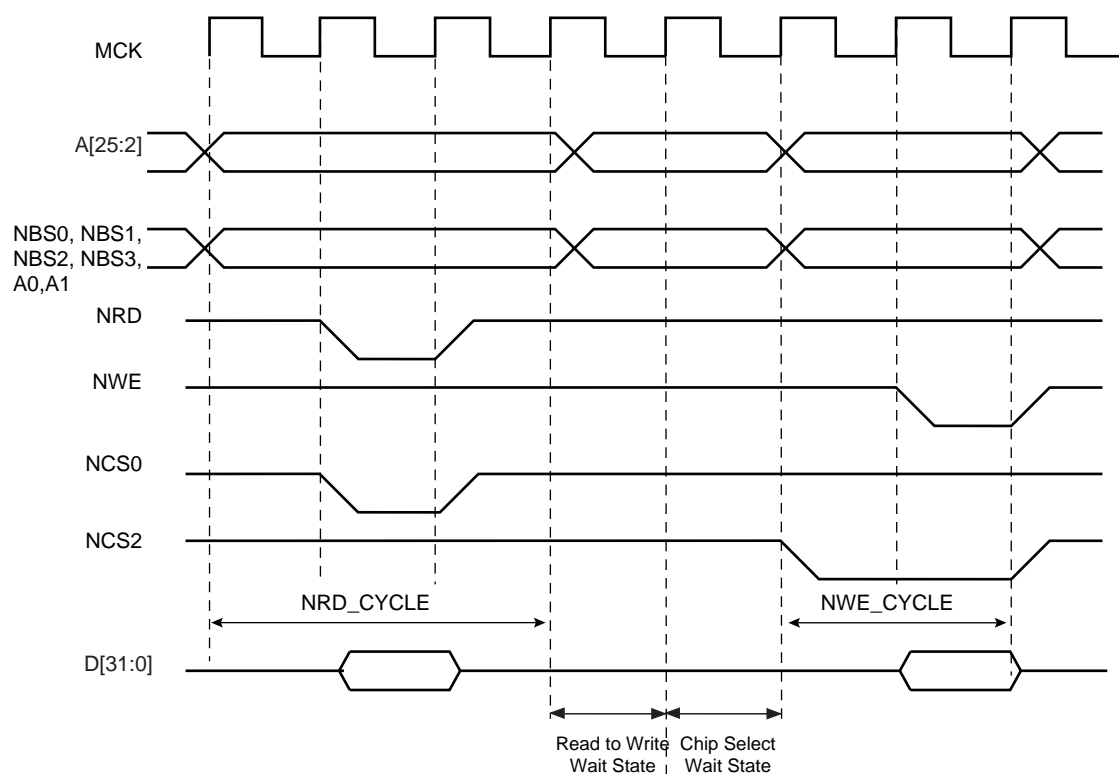 MCK
A[25:2]
NBS0, NBS1,
NBS2, NBS3,
A0,A1
NRD
NWE
NCS0
NCS2
NRD_CYCLE
NWE_CYCLE
D[31:0]
Read to Write
Wait State
Chip Select
Wait State